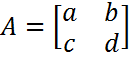 A = [a b
c d]